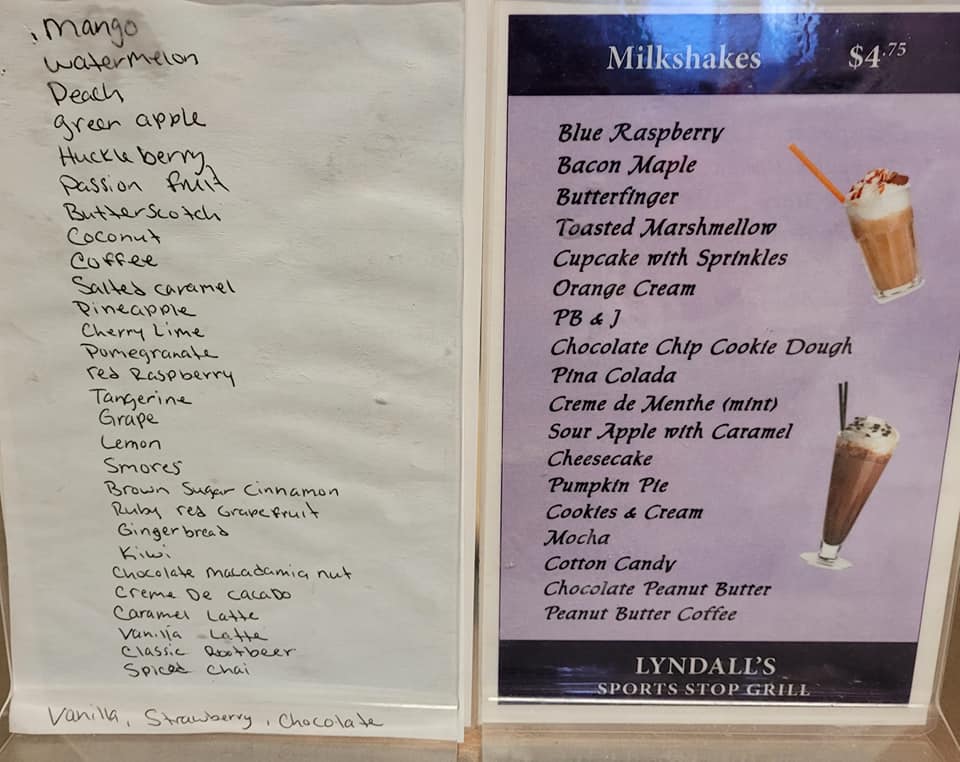 mango
watermelon
Peach
green apple
Huckleberry
Passion fruit
Butterscotch
Coconut
Coffee
Salted caramel
Pineapple
Cherry Lime
Pomegranate
red Raspberry
Tangerine
Grape
Lemon
Smores
Brown Sugar Cinnamon
Ruby red Grapefruit
Gingerbread
Kiwi
Chocolate macadamia nut
Creme De cacao
Caramel Latte
Vanilla Latte
Classic Rootbeer
Spiced Chai
Vanilla, Strawberry, Chocolate
Milkshakes $4.75
Blue Raspberry
Bacon Maple
Butterfinger
Toasted Marshmellow
Cupcake with Sprinkles
Orange Cream
PB & J
Chocolate Chip Cookie Dough
Pina Colada
Creme de Menthe (mint)
Sour Apple with Caramel
Cheesecake
Pumpkin Pie
Cookies & Cream
Mocha
Cotton Candy
Chocolate Peanut Butter
Peanut Butter Coffee
LYNDALL'S
SPORTS STOP GRILL